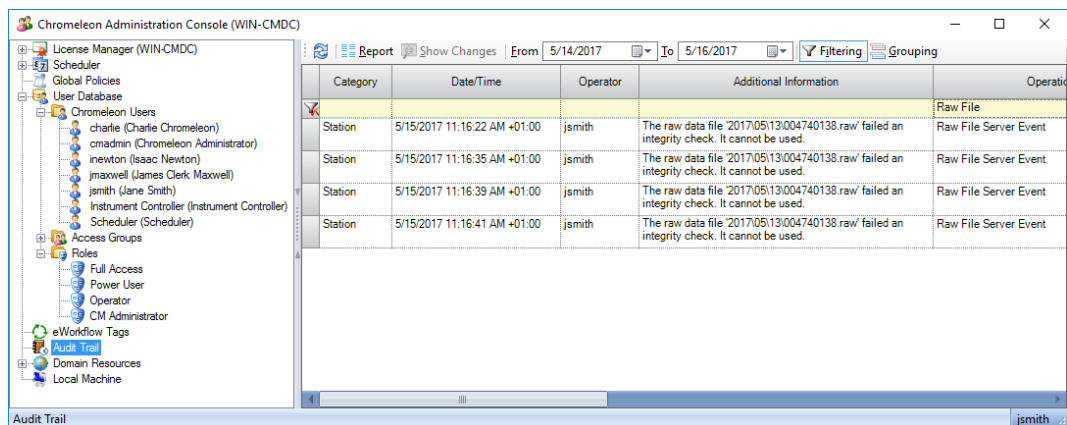 Chromeleon Administration Console (WIN-CMDC)
License Manager (WIN-CMDC)
Scheduler
Global Policies
User Database
Chromeleon Users
charlie (Charlie Chromeleon)
cmadmin (Chromeleon Administrator)
inewton (Isaac Newton)
jmaxwell (James Clerk Maxwell)
jsmith (Jane Smith)
Instrument Controller (Instrument Controller)
Scheduler (Scheduler)
Access Groups
Roles
Full Access
Power User
Operator
CM Administrator
eWorkflow Tags
Audit Trail
Domain Resources
Local Machine
Report Show Changes From 5/14/2017 To 5/16/2017 Filtering Grouping
Category Date/Time Operator Additional Information Operatio
Raw File
Station 5/15/2017 11:16:22 AM +01:00 jsmith The raw data file '2017\05\13\004740138.raw' failed an Raw File Server Event
integrity check. It cannot be used.
Station 5/15/2017 11:16:35 AM +01:00 jsmith The raw data file '2017\05\13\004740138.raw' failed an Raw File Server Event
integrity check. It cannot be used.
Station 5/15/2017 11:16:39 AM +01:00 jsmith The raw data file '2017\05\13\004740138.raw' failed an Raw File Server Event
integrity check. It cannot be used.
Station 5/15/2017 11:16:41 AM +01:00 jsmith The raw data file '2017\05\13\004740138.raw' failed an Raw File Server Event
integrity check. It cannot be used.
Audit Trail jsmith